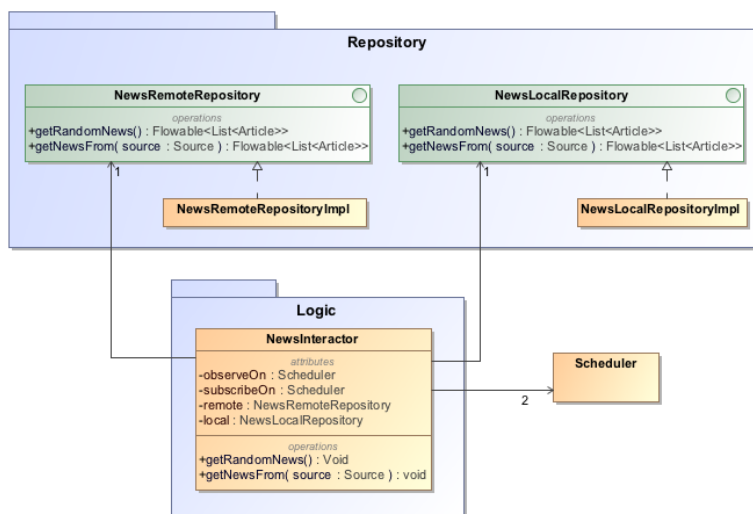 Repository
NewsRemoteRepository
operations
+getRandomNews() : Flowable<List<Article>>
+getNewsFrom( source : Source ) : Flowable<List<Article>>
NewsLocalRepository
operations
+getRandomNews() : Flowable<List<Article>>
+getNewsFrom( source : Source ) : Flowable<List<Article>>
1
1
NewsRemoteRepositoryImpl
NewsLocalRepositoryImpl
Logic
NewsInteractor
attributes
-observeOn : Scheduler
-subscribeOn : Scheduler
-remote : NewsRemoteRepository
-local : NewsLocalRepository
operations
+getRandomNews() : Void
+getNewsFrom( source : Source ) : void
2
Scheduler